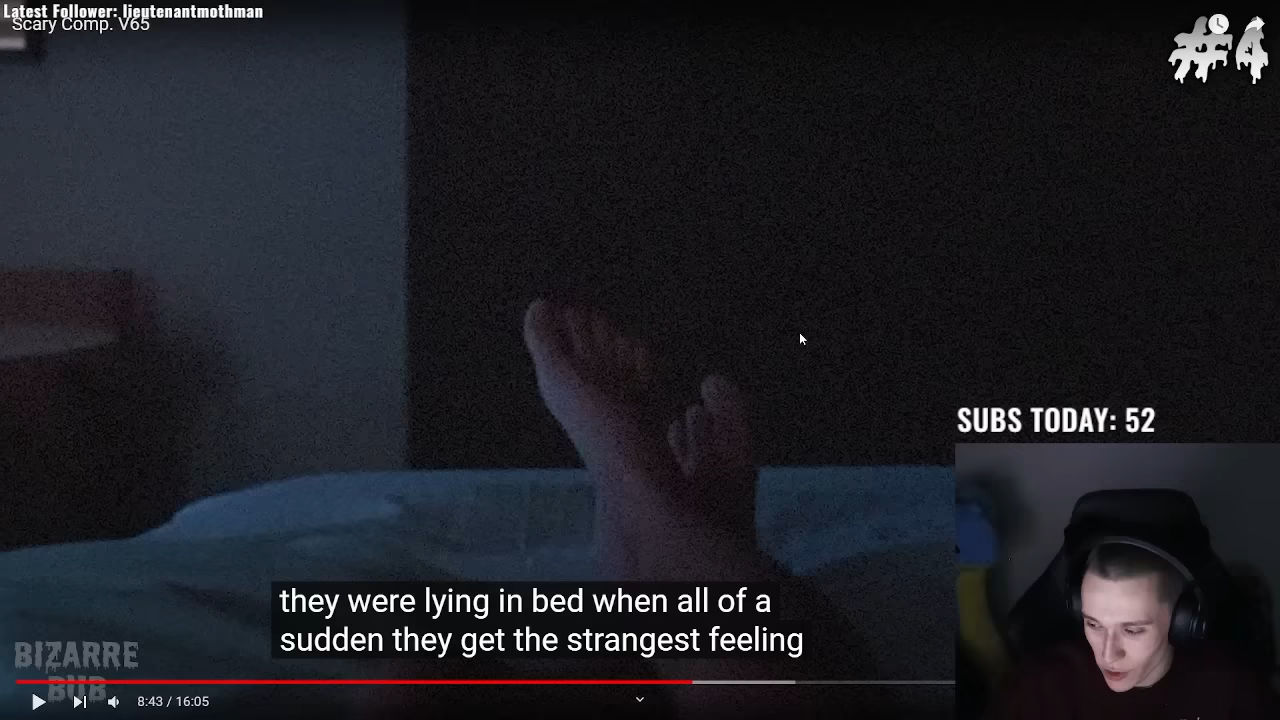 Latest Follower: lieutenantmothman
Scary Comp. V65
#4
SUBS TODAY: 52
they were lying in bed when all of a
sudden they get the strangest feeling
BIZARRE
BUB
8:43 / 16:05